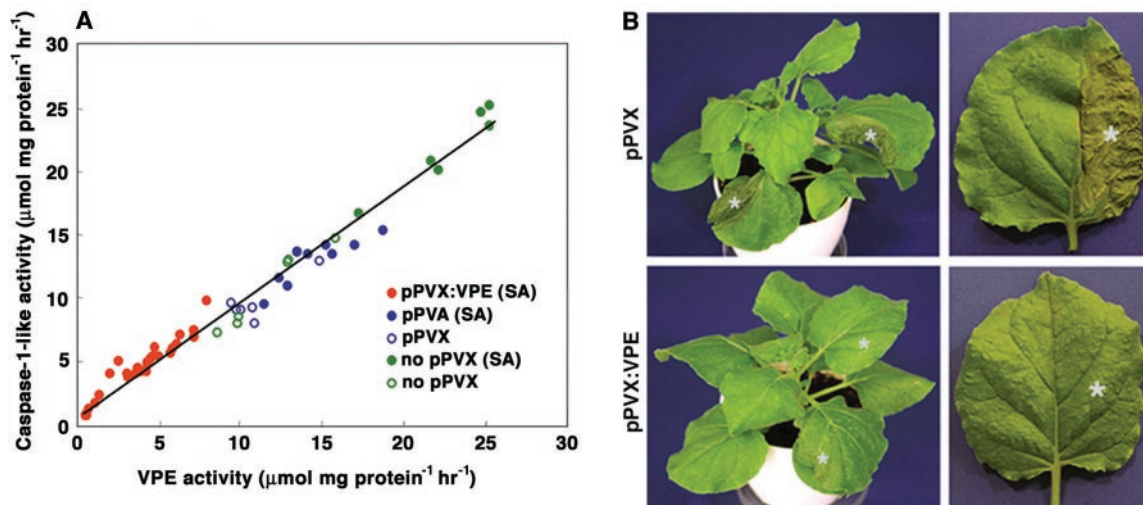 A
Caspase-1-like activity (μmol mg protein⁻¹ hr⁻¹)
30
25
20
15
10
5
0
pPVX:VPE (SA)
pPVA (SA)
pPVX
no pPVX (SA)
no pPVX
0 5 10 15 20 25 30
VPE activity (μmol mg protein⁻¹ hr⁻¹)
B
pPVX
*
*
*
pPVX:VPE
*
*
*